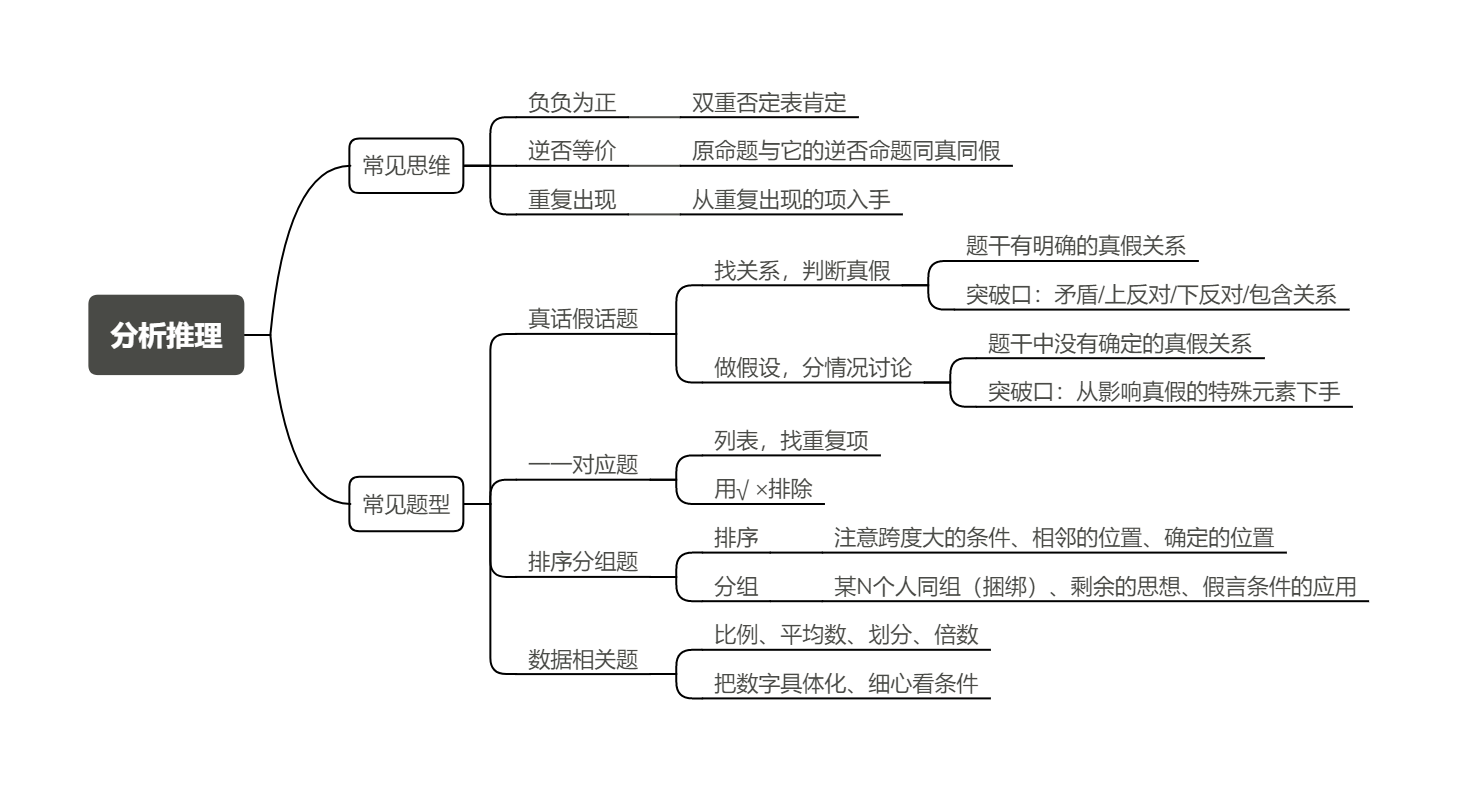 分析推理
常见思维
负负为正
双重否定表肯定
逆否等价
原命题与它的逆否命题同真同假
重复出现
从重复出现的项入手
常见题型
真话假话题
找关系，判断真假
题干有明确的真假关系
突破口：矛盾/上反对/下反对/包含关系
做假设，分情况讨论
题干中没有确定的真假关系
突破口：从影响真假的特殊元素下手
一一对应题
列表，找重复项
用√ ×排除
排序分组题
排序
注意跨度大的条件、相邻的位置、确定的位置
分组
某N个人同组（捆绑）、剩余的思想、假言条件的应用
数据相关题
比例、平均数、划分、倍数
把数字具体化、细心看条件